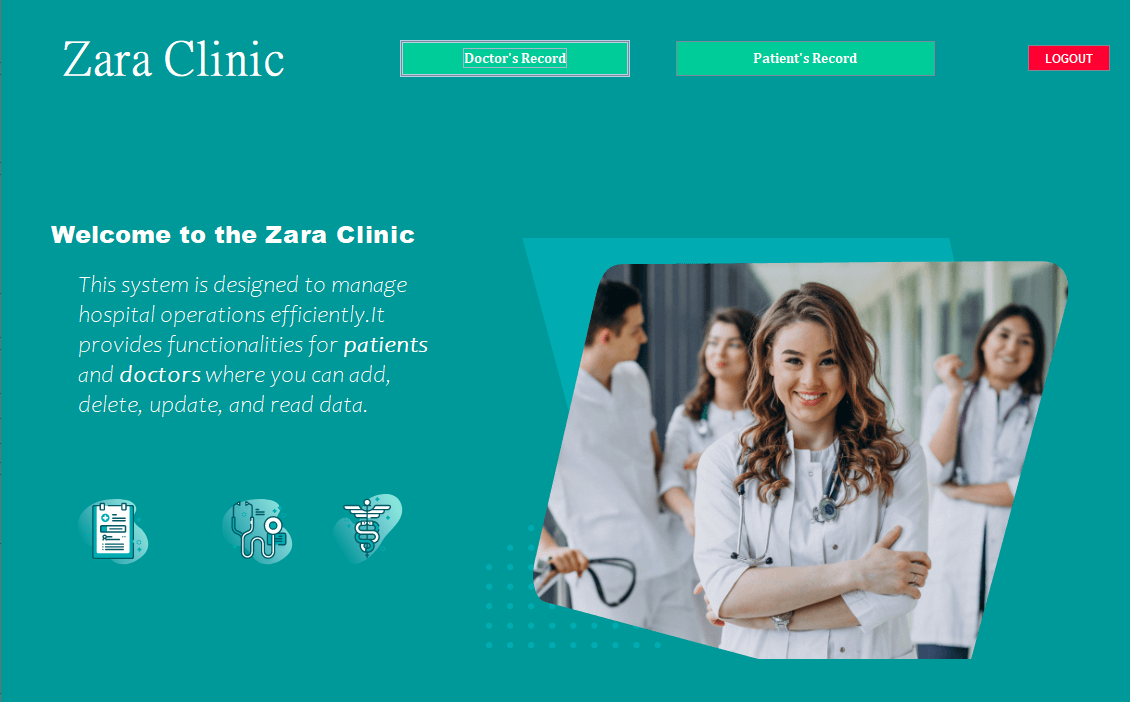 Zara Clinic
Doctor's Record
Patient's Record
LOGOUT
Welcome to the Zara Clinic
This system is designed to manage
hospital operations efficiently.It
provides functionalities for patients
and doctors where you can add,
delete, update, and read data.